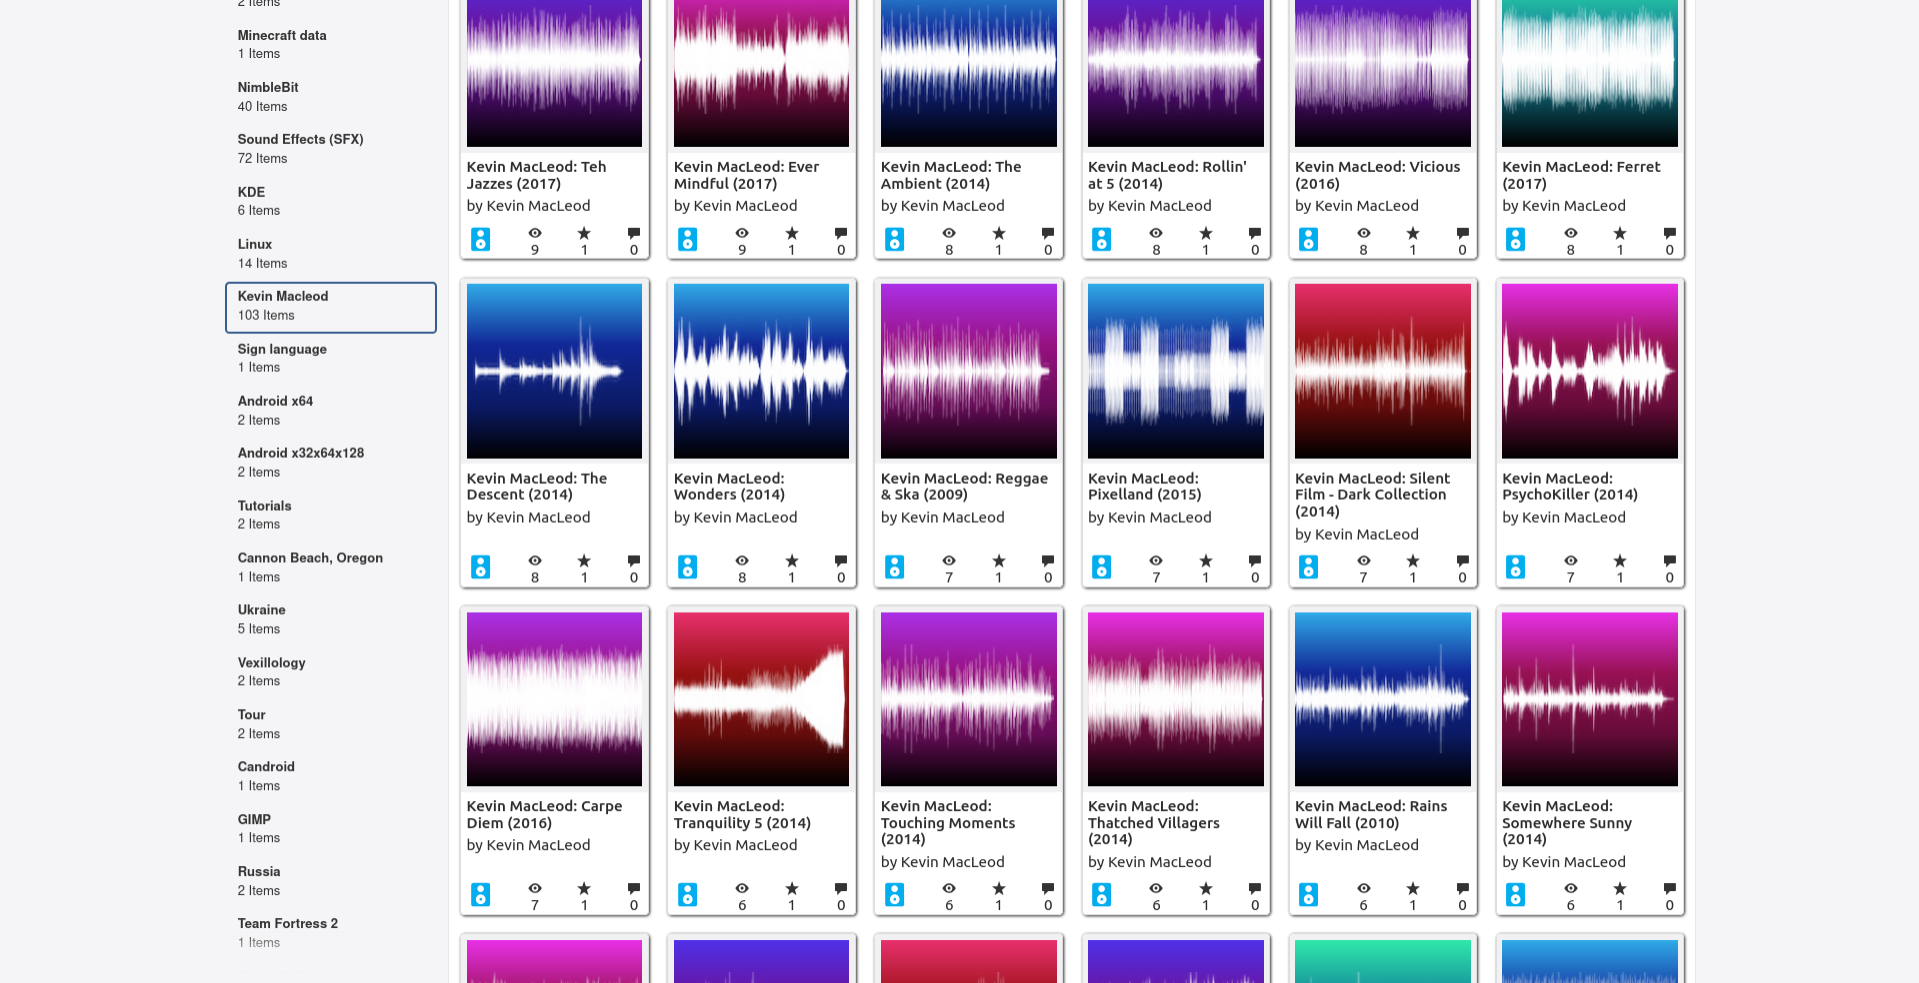 2 Items
Minecraft data
1 Items
NimbleBit
40 Items
Sound Effects (SFX)
72 Items
KDE
6 Items
Linux
14 Items
Kevin Macleod
103 Items
Sign language
1 Items
Android x64
2 Items
Android x32x64x128
2 Items
Tutorials
2 Items
Cannon Beach, Oregon
1 Items
Ukraine
5 Items
Vexillology
2 Items
Tour
2 Items
Candroid
1 Items
GIMP
1 Items
Russia
2 Items
Team Fortress 2
1 Items
Kevin MacLeod: Teh
Jazzes (2017)
by Kevin MacLeod
9 1 0
Kevin MacLeod: Ever
Mindful (2017)
by Kevin MacLeod
9 1 0
Kevin MacLeod: The
Ambient (2014)
by Kevin MacLeod
8 1 0
Kevin MacLeod: Rollin'
at 5 (2014)
by Kevin MacLeod
8 1 0
Kevin MacLeod: Vicious
(2016)
by Kevin MacLeod
8 1 0
Kevin MacLeod: Ferret
(2017)
by Kevin MacLeod
8 1 0
Kevin MacLeod: The
Descent (2014)
by Kevin MacLeod
8 1 0
Kevin MacLeod:
Wonders (2014)
by Kevin MacLeod
8 1 0
Kevin MacLeod: Reggae
& Ska (2009)
by Kevin MacLeod
7 1 0
Kevin MacLeod:
Pixelland (2015)
by Kevin MacLeod
7 1 0
Kevin MacLeod: Silent
Film - Dark Collection
(2014)
by Kevin MacLeod
7 1 0
Kevin MacLeod:
PsychoKiller (2014)
by Kevin MacLeod
7 1 0
Kevin MacLeod: Carpe
Diem (2016)
by Kevin MacLeod
7 1 0
Kevin MacLeod:
Tranquility 5 (2014)
by Kevin MacLeod
6 1 0
Kevin MacLeod:
Touching Moments
(2014)
by Kevin MacLeod
6 1 0
Kevin MacLeod:
Thatched Villagers
(2014)
by Kevin MacLeod
6 1 0
Kevin MacLeod: Rains
Will Fall (2010)
by Kevin MacLeod
6 1 0
Kevin MacLeod:
Somewhere Sunny
(2014)
by Kevin MacLeod
6 1 0